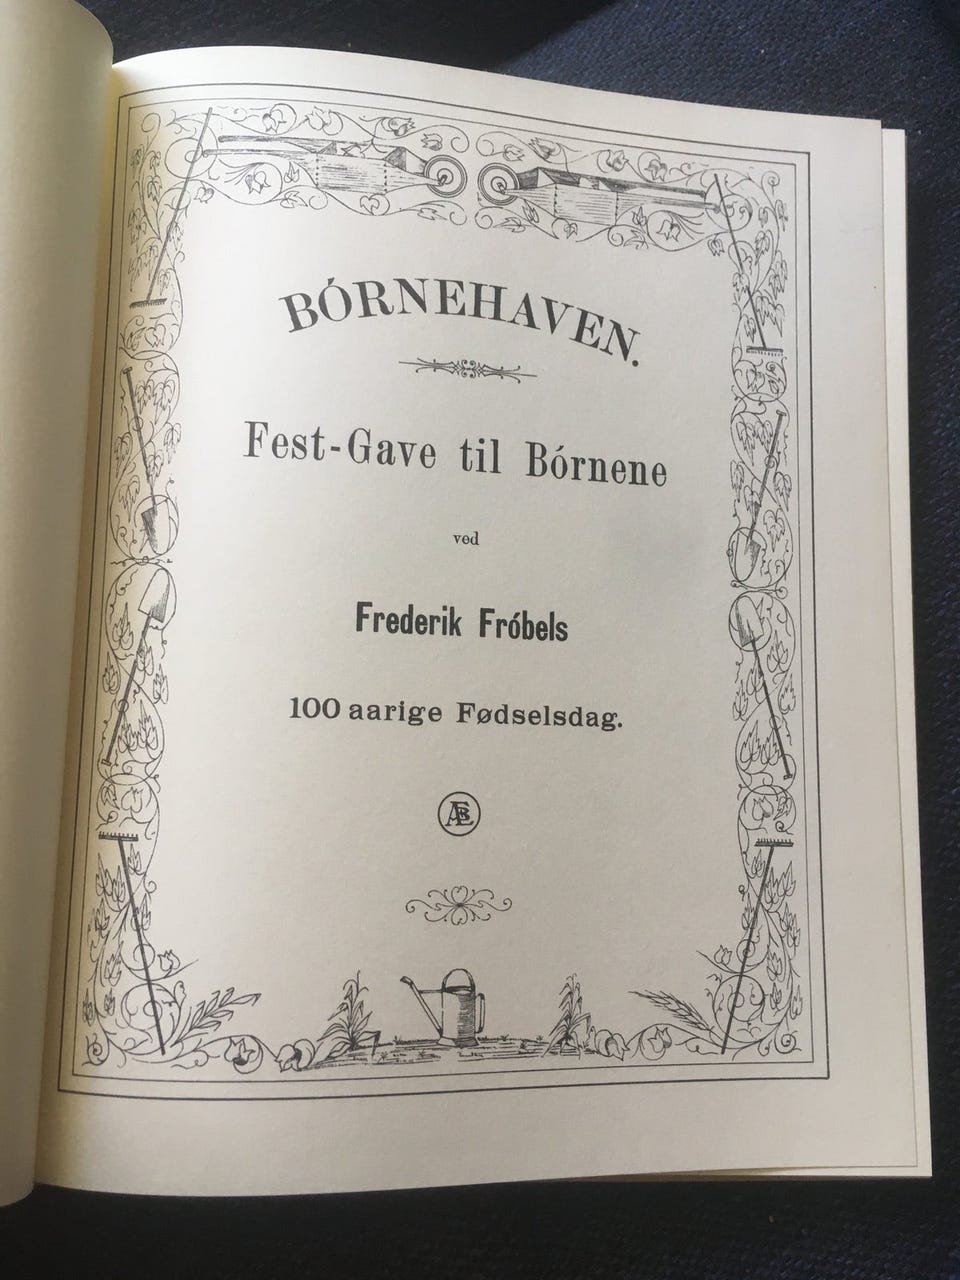 BÓRNEHAVEN.
Fest-Gave til Bórnene
ved
Frederik Fróbels
100 aarige Fødselsdag.